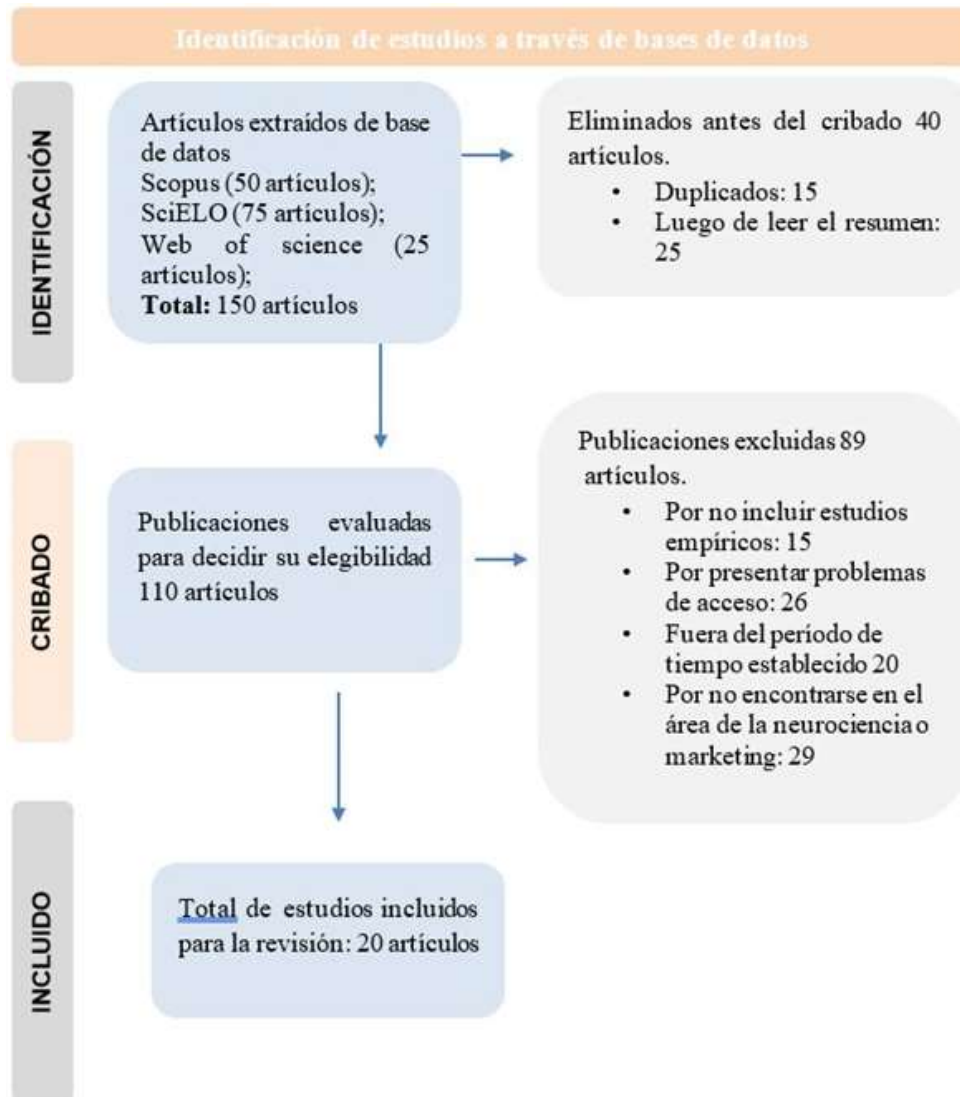 Identificación de estudios a través de bases de datos
IDENTIFICACIÓN
Artículos extraídos de base
de datos
Scopus (50 artículos);
SciELO (75 artículos);
Web of science (25
artículos);
Total: 150 artículos
Eliminados antes del cribado 40
artículos.
• Duplicados: 15
• Luego de leer el resumen:
25
CRIBADO
Publicaciones evaluadas
para decidir su elegibilidad
110 artículos
Publicaciones excluidas 89
artículos.
• Por no incluir estudios
empíricos: 15
• Por presentar problemas
de acceso: 26
• Fuera del período de
tiempo establecido 20
• Por no encontrarse en el
área de la neurociencia o
marketing: 29
INCLUIDO
Total de estudios incluidos
para la revisión: 20 artículos